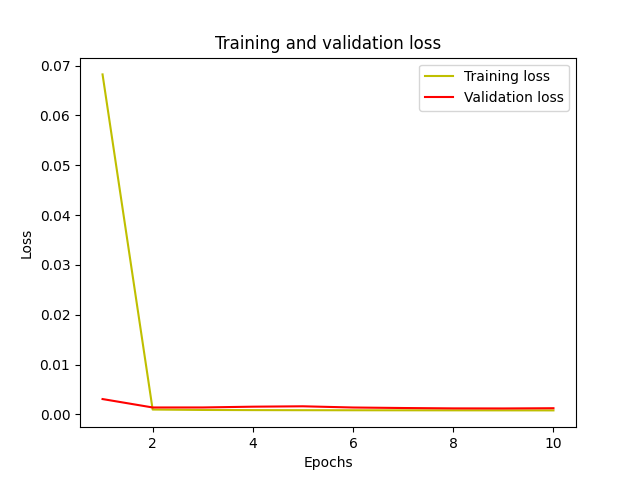 Training and validation loss
Training loss
Validation loss
0.07
0.06
0.05
0.04
0.03
0.02
0.01
0.00
Loss
2
4
6
8
10
Epochs